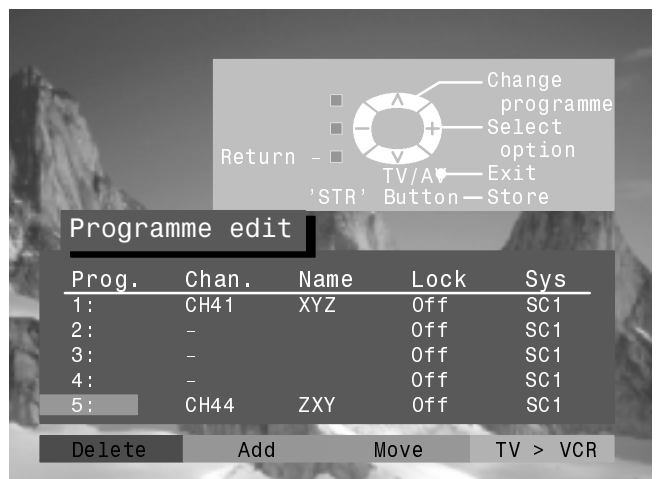 Change
programme
Select
option
Return -
TV/AV Exit
'STR' Button Store
Programme edit
Prog. Chan. Name Lock Sys
1: CH41 XYZ Off SC1
2: - Off SC1
3: - Off SC1
4: - Off SC1
5: CH44 ZXY Off SC1
Delete Add Move TV > VCR